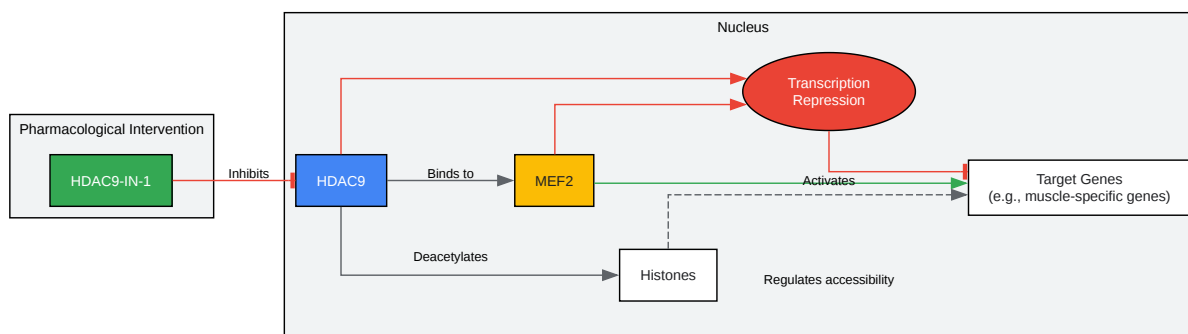 Nucleus
Transcription
Repression
Pharmacological Intervention
HDAC9-IN-1
Inhibits
HDAC9
Binds to
MEF2
Activates
Target Genes
(e.g., muscle-specific genes)
Deacetylates
Histones
Regulates accessibility